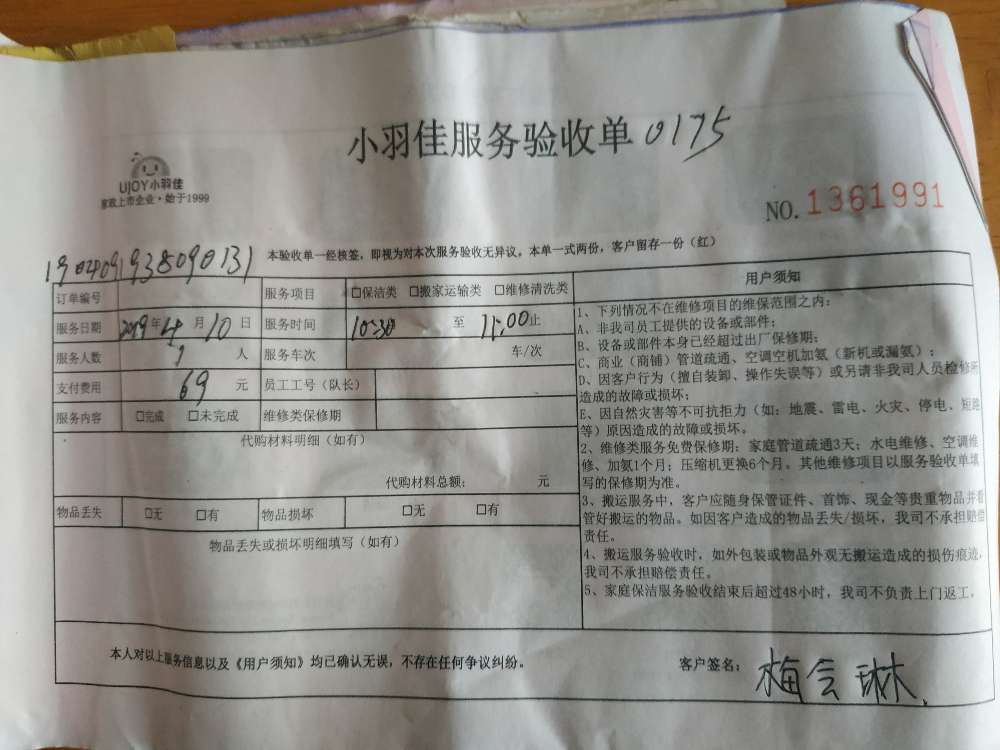 小羽佳服务验收单 0175
UJOY小羽佳
家政上市企业·始于1999
NO. 1361991
本验收单一经核签，即视为对本次服务验收无异议，本单一式两份，客户留存一份（红）
1904091938090131
订单编号 服务项目 □保洁类 □搬家运输类 □维修清洗类
服务日期 2019年4月10日 服务时间 10:30 至 11:00止
服务人数 1 人 服务车次 车/次
支付费用 69 元 员工工号（队长）
服务内容 □完成 □未完成 维修类保修期
代购材料明细（如有）
代购材料总额： 元
物品丢失 □无 □有 物品损坏 □无 □有
物品丢失或损坏明细填写（如有）
用户须知
1、下列情况不在维修项目的维保范围之内：
A、非我司员工提供的设备或部件；
B、设备或部件本身已经超过出厂保修期；
C、商业（商铺）管道疏通、空调空机加氨（新机或漏氨）；
D、因客户行为（擅自装卸、操作失误等）或另请非我司人员检修所
造成的故障或损坏；
E、因自然灾害等不可抗拒力（如：地震、雷电、火灾、停电、短路
等）原因造成的故障或损坏。
2、维修类服务免费保修期：家庭管道疏通3天；水电维修、空调维
修、加氨1个月；压缩机更换6个月。其他维修项目以服务验收单填
写的保修期为准。
3、搬运服务中，客户应随身保管证件、首饰、现金等贵重物品并看
管好搬运的物品。如因客户造成的物品丢失/损坏，我司不承担赔偿
责任。
4、搬运服务验收时，如外包装或物品外观无搬运造成的损伤痕迹，
我司不承担赔偿责任。
5、家庭保洁服务验收结束后超过48小时，我司不负责上门返工，
本人对以上服务信息以及《用户须知》均已确认无误，不存在任何争议纠纷。
客户签名： 梅会琳